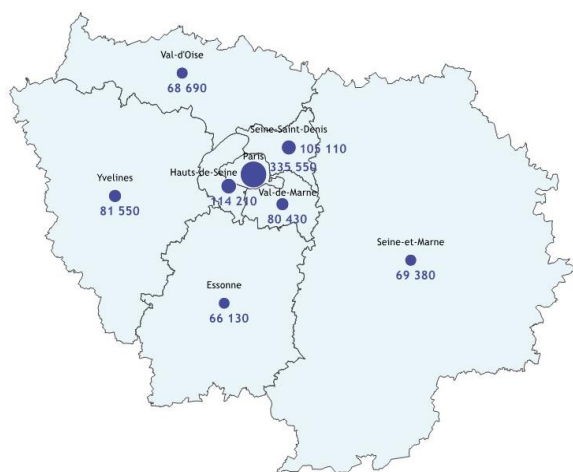 Val-d'Oise
68 690
Seine-Saint-Denis
105 110
Paris
335 550
Hauts-de-Seine
114 210
Val-de-Marne
80 430
Yvelines
81 550
Seine-et-Marne
69 380
Essonne
66 130